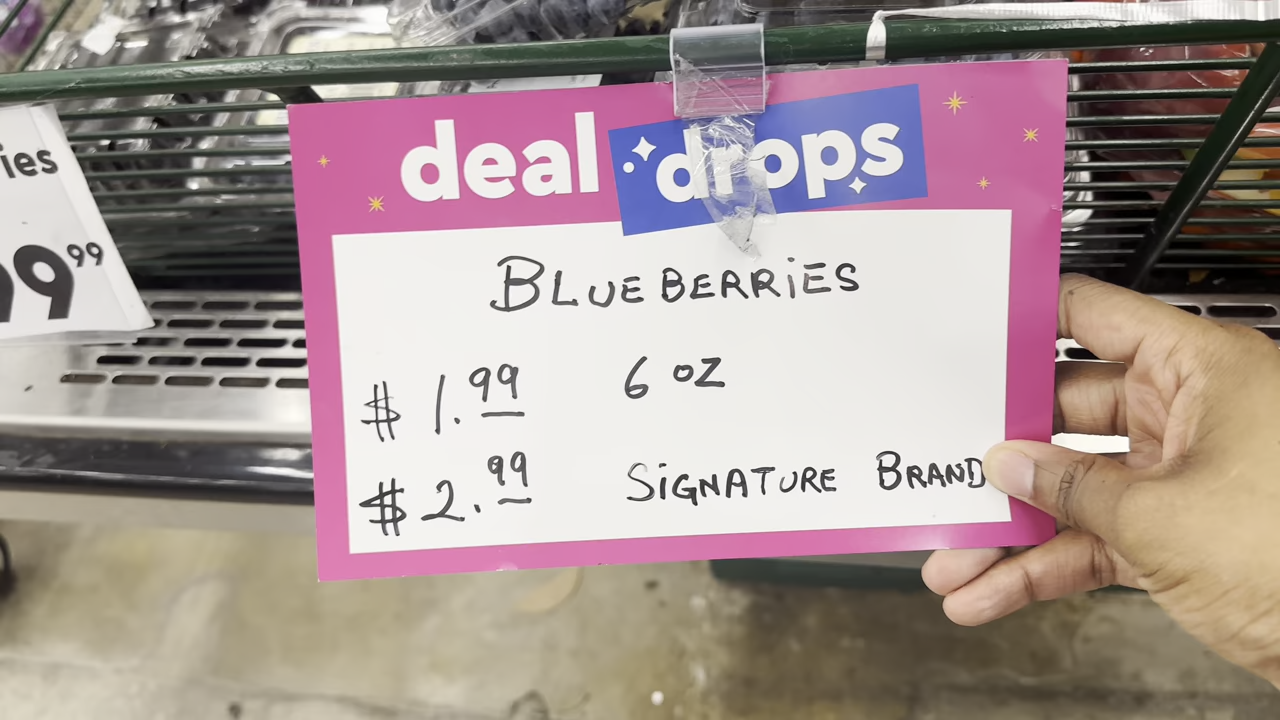 ies
99
deal drops
BLUEBERRIES
$ 1.99 6 OZ
$ 2.99 SIGNATURE BRAND